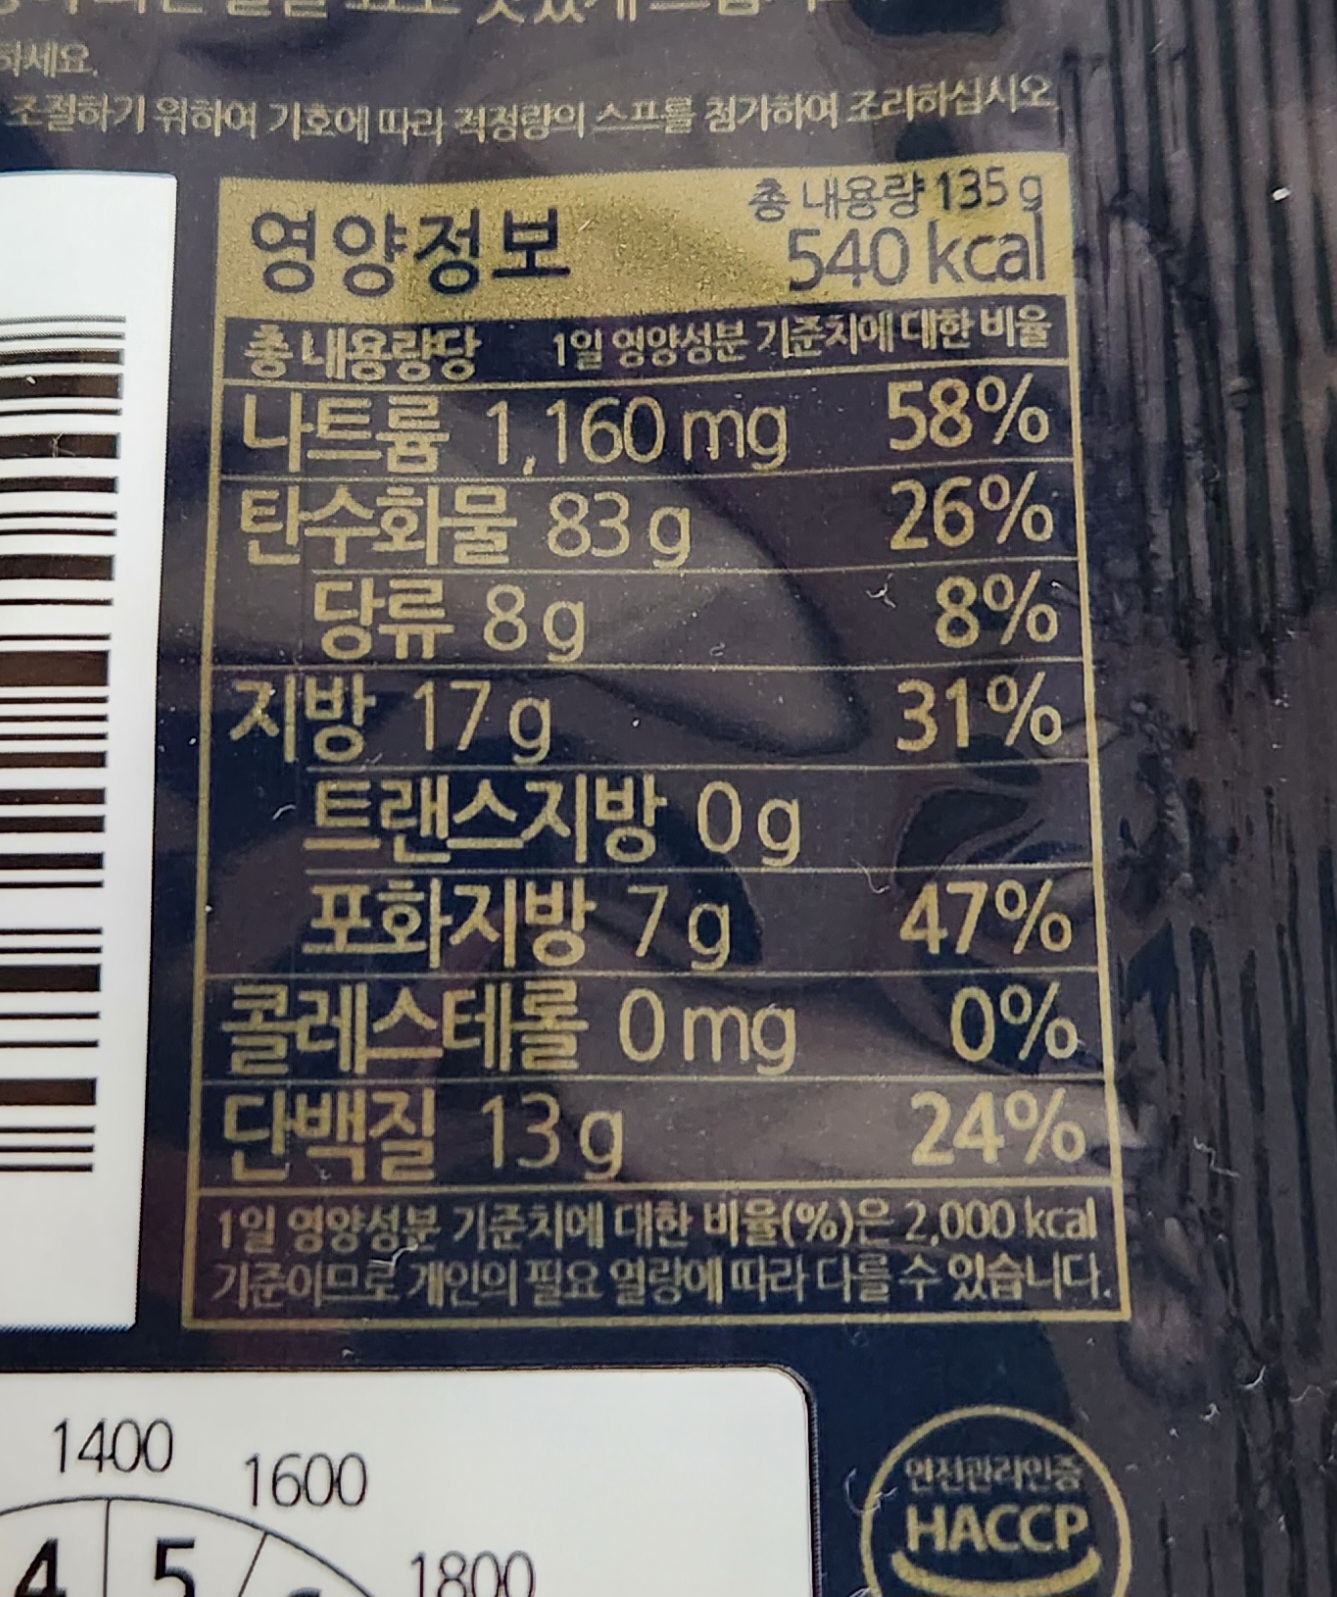 하세요.
조절하기 위하여 기호에 따라 적정량의 스프를 첨가하여 조리하십시오.
영양정보
총 내용량 135 g
540 kcal
총 내용량당 1일 영양성분 기준치에 대한 비율
나트륨 1,160 mg 58%
탄수화물 83 g 26%
당류 8 g 8%
지방 17 g 31%
트랜스지방 0 g
포화지방 7 g 47%
콜레스테롤 0 mg 0%
단백질 13 g 24%
1일 영양성분 기준치에 대한 비율(%)은 2,000 kcal
기준이므로 개인의 필요 열량에 따라 다를 수 있습니다.
1400
1600
1800
4 5
안전관리인증
HACCP